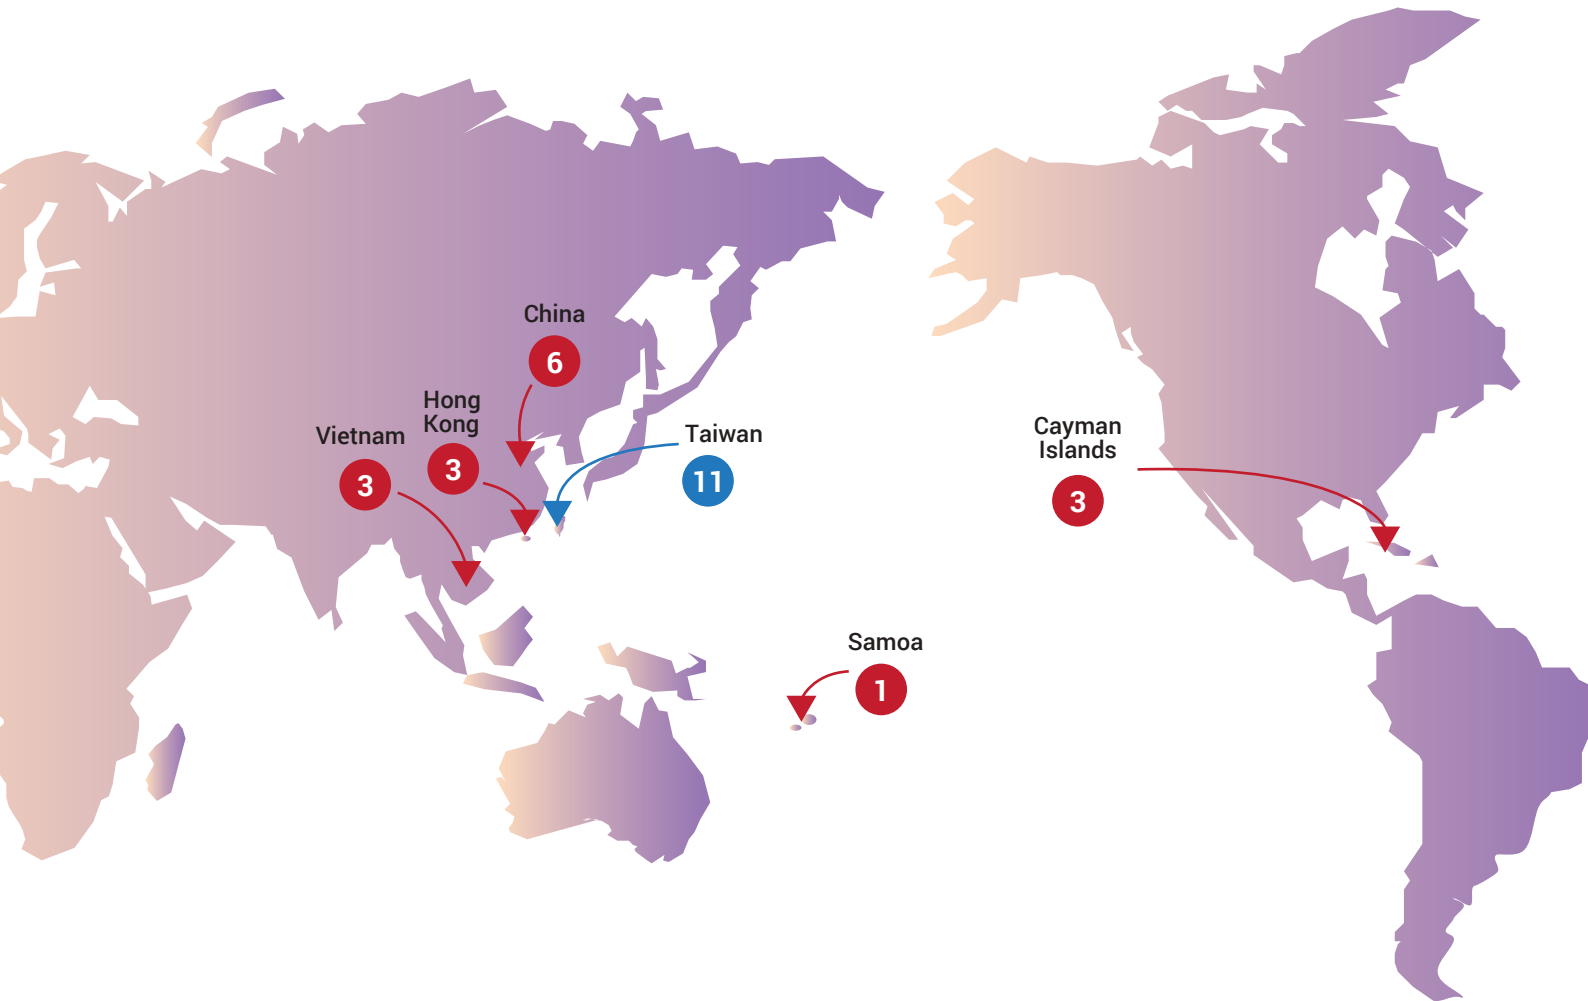 China
6
Hong
Kong
3
Vietnam
3
Taiwan
11
Cayman
Islands
3
Samoa
1